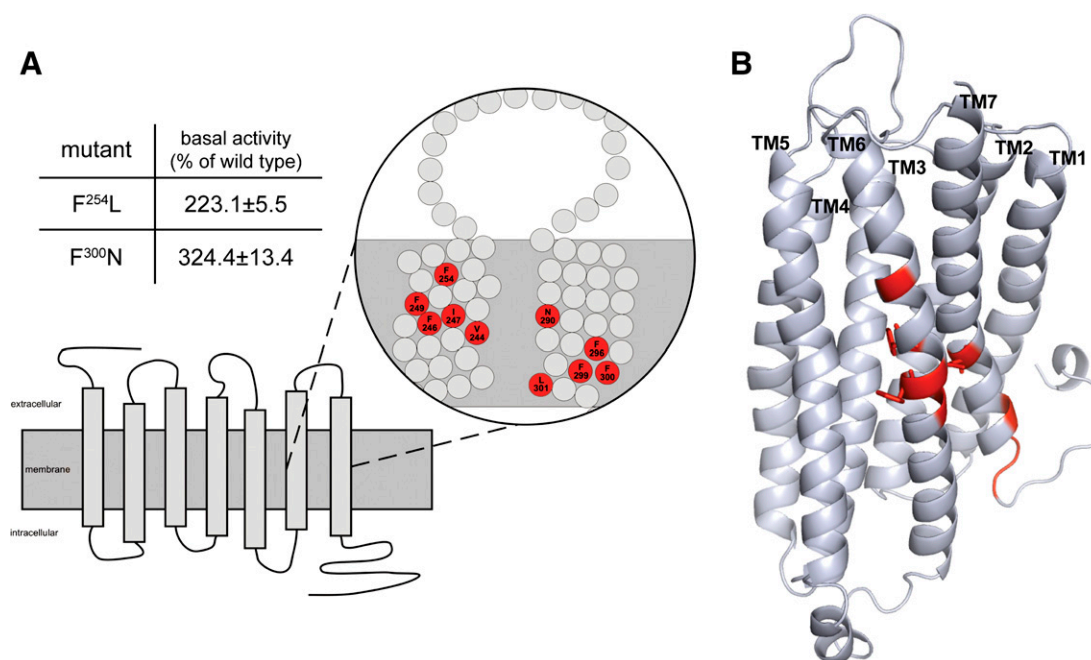 A
mutant
basal activity
(% of wild type)
F254L
223.1±5.5
F300N
324.4±13.4
F
254
F
249
I
247
F
246
V
244
N
290
F
296
F
299
F
300
L
301
extracellular
membrane
intracellular
B
TM7
TM5
TM6
TM2
TM1
TM3
TM4